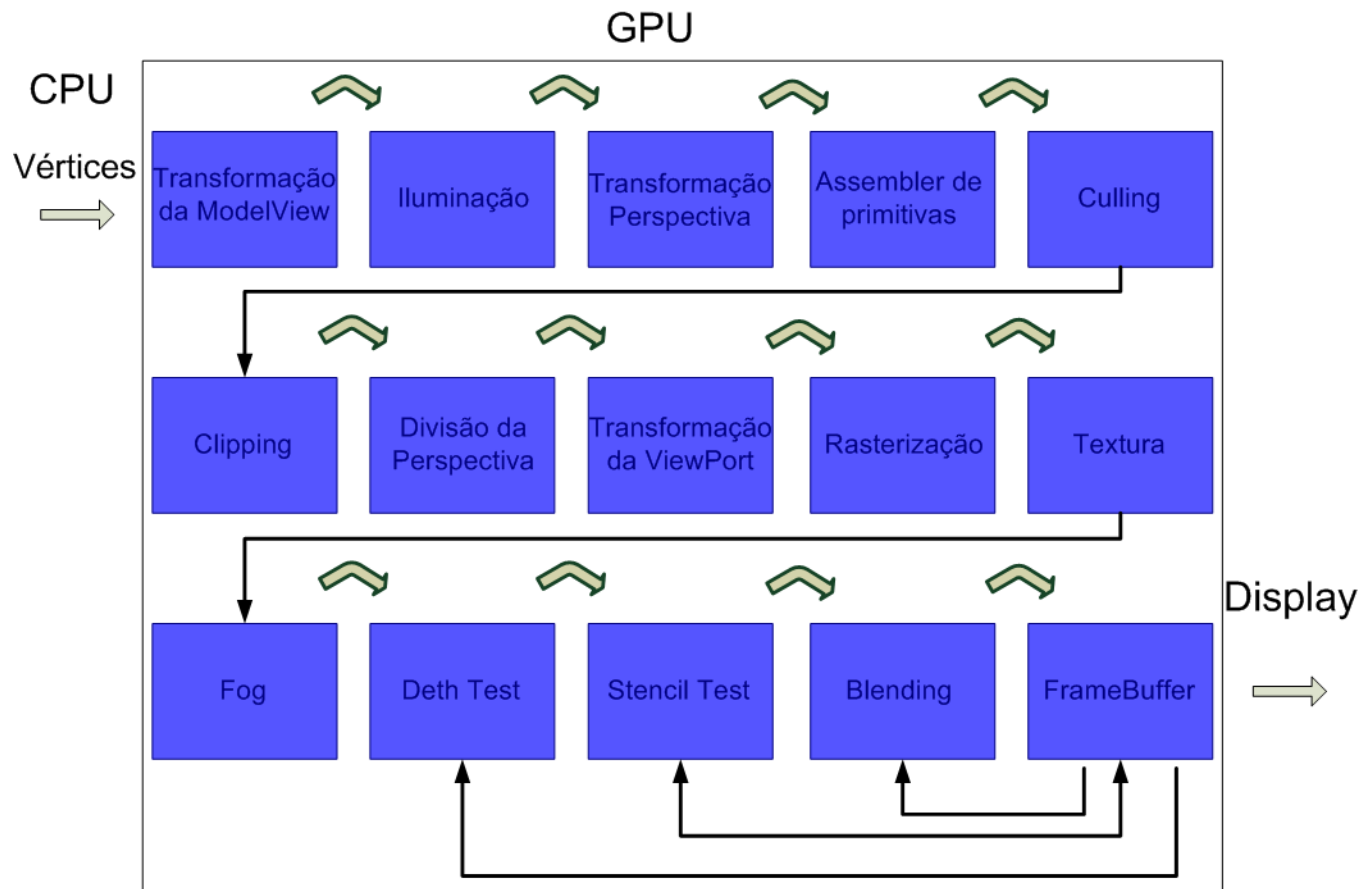 GPU
CPU
Vértices
Transformação
da ModelView
Iluminação
Transformação
Perspectiva
Assembler de
primitivas
Culling
Clipping
Divisão da
Perspectiva
Transformação
da ViewPort
Rasterização
Textura
Fog
Deth Test
Stencil Test
Blending
FrameBuffer
Display